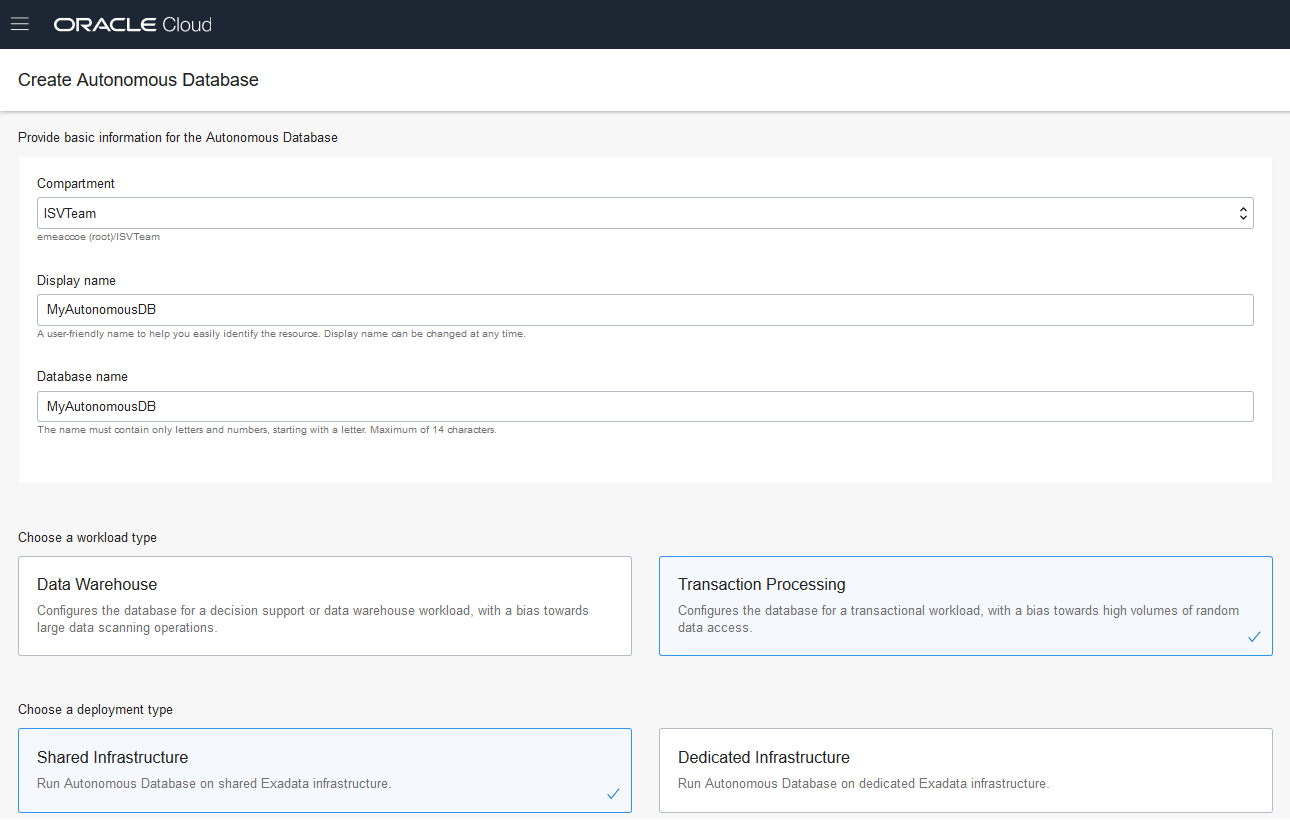 ORACLE Cloud
Create Autonomous Database
Provide basic information for the Autonomous Database
Compartment
ISVTeam
emeaccoe (root)/ISVTeam
Display name
MyAutonomousDB
A user-friendly name to help you easily identify the resource. Display name can be changed at any time.
Database name
MyAutonomousDB
The name must contain only letters and numbers, starting with a letter. Maximum of 14 characters.
Choose a workload type
Data Warehouse
Configures the database for a decision support or data warehouse workload, with a bias towards
large data scanning operations.
Transaction Processing
Configures the database for a transactional workload, with a bias towards high volumes of random
data access.
Choose a deployment type
Shared Infrastructure
Run Autonomous Database on shared Exadata infrastructure.
Dedicated Infrastructure
Run Autonomous Database on dedicated Exadata infrastructure.